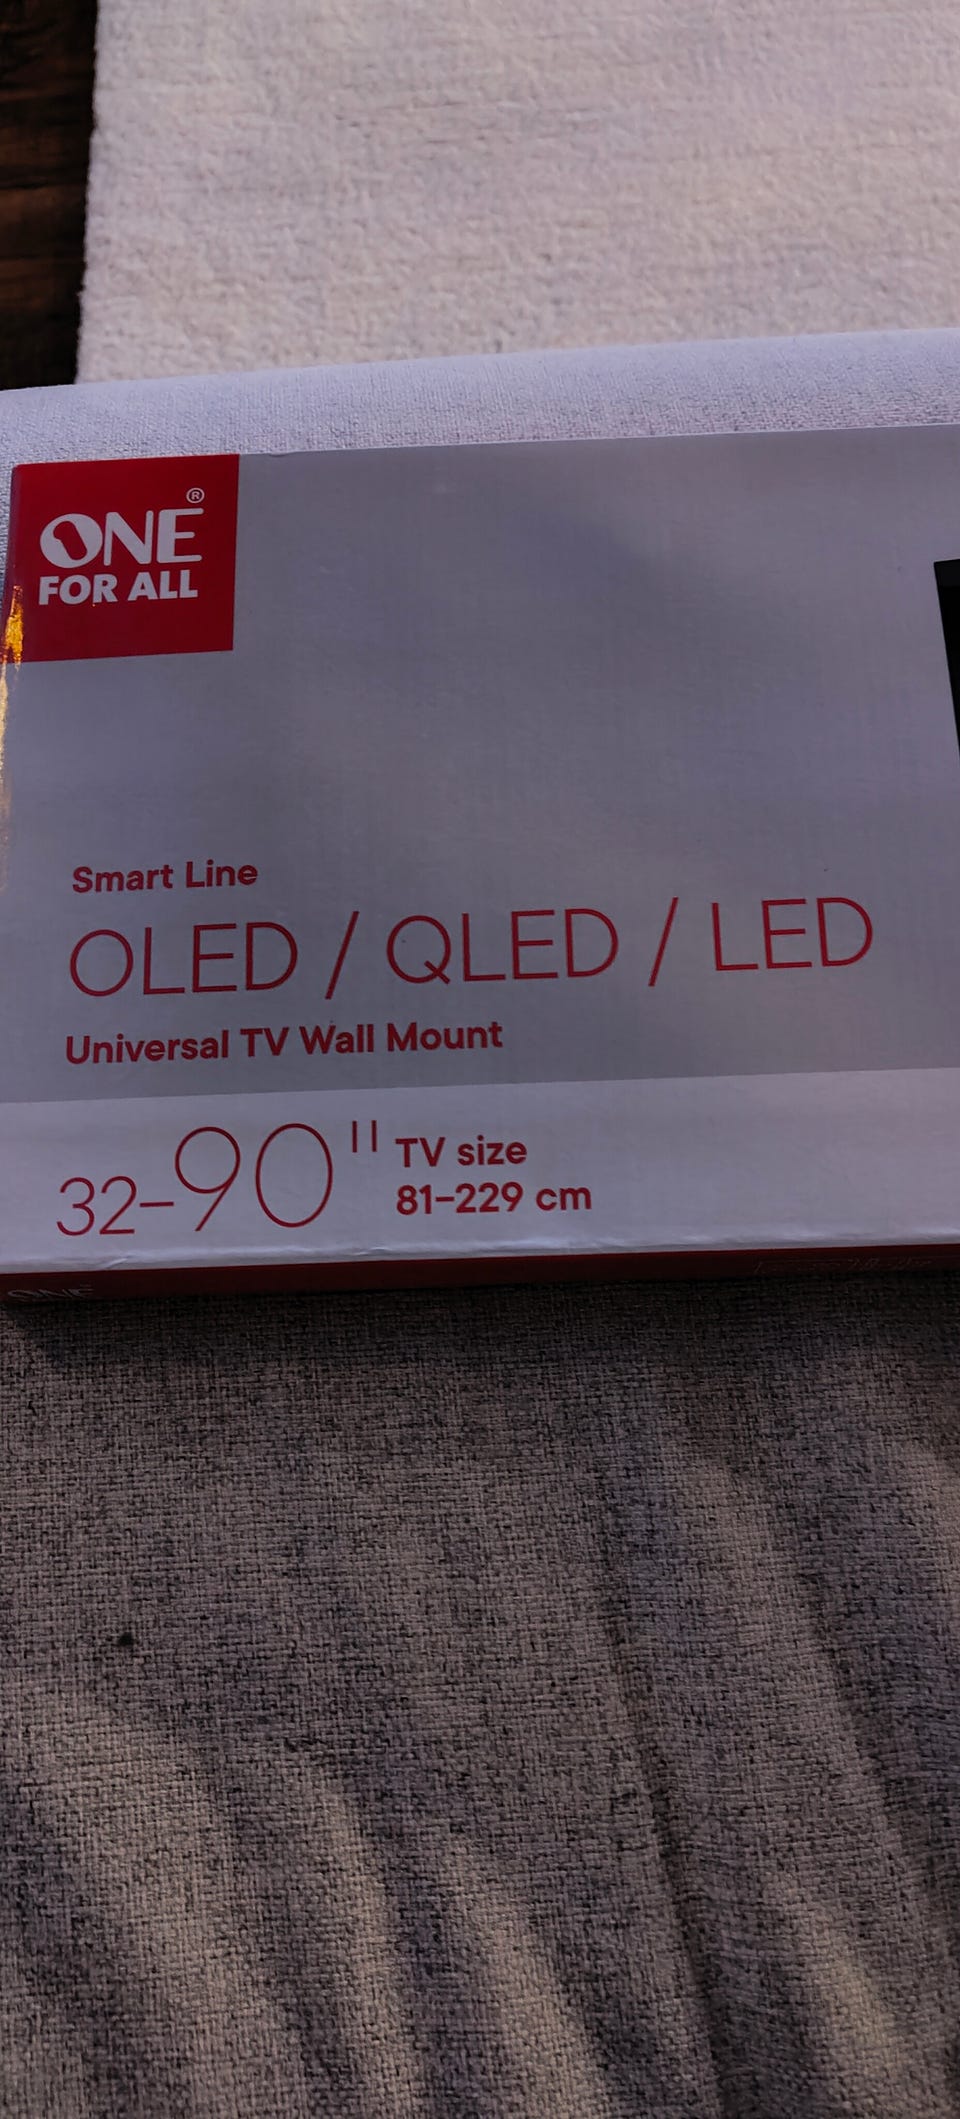 ONE®
FOR ALL
Smart Line
OLED / QLED / LED
Universal TV Wall Mount
32-90" TV size
81-229 cm
ONE